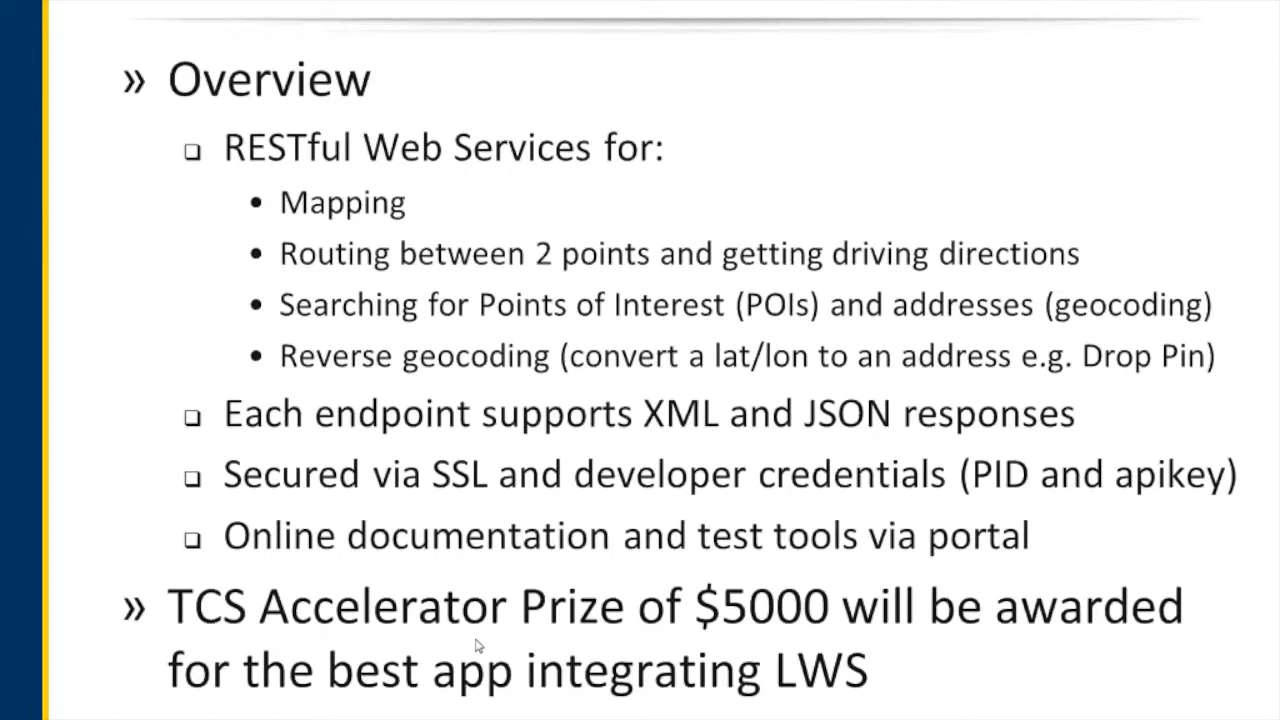 » Overview
❑ RESTful Web Services for:
• Mapping
• Routing between 2 points and getting driving directions
• Searching for Points of Interest (POIs) and addresses (geocoding)
• Reverse geocoding (convert a lat/lon to an address e.g. Drop Pin)
❑ Each endpoint supports XML and JSON responses
❑ Secured via SSL and developer credentials (PID and apikey)
❑ Online documentation and test tools via portal
» TCS Accelerator Prize of $5000 will be awarded
for the best app integrating LWS